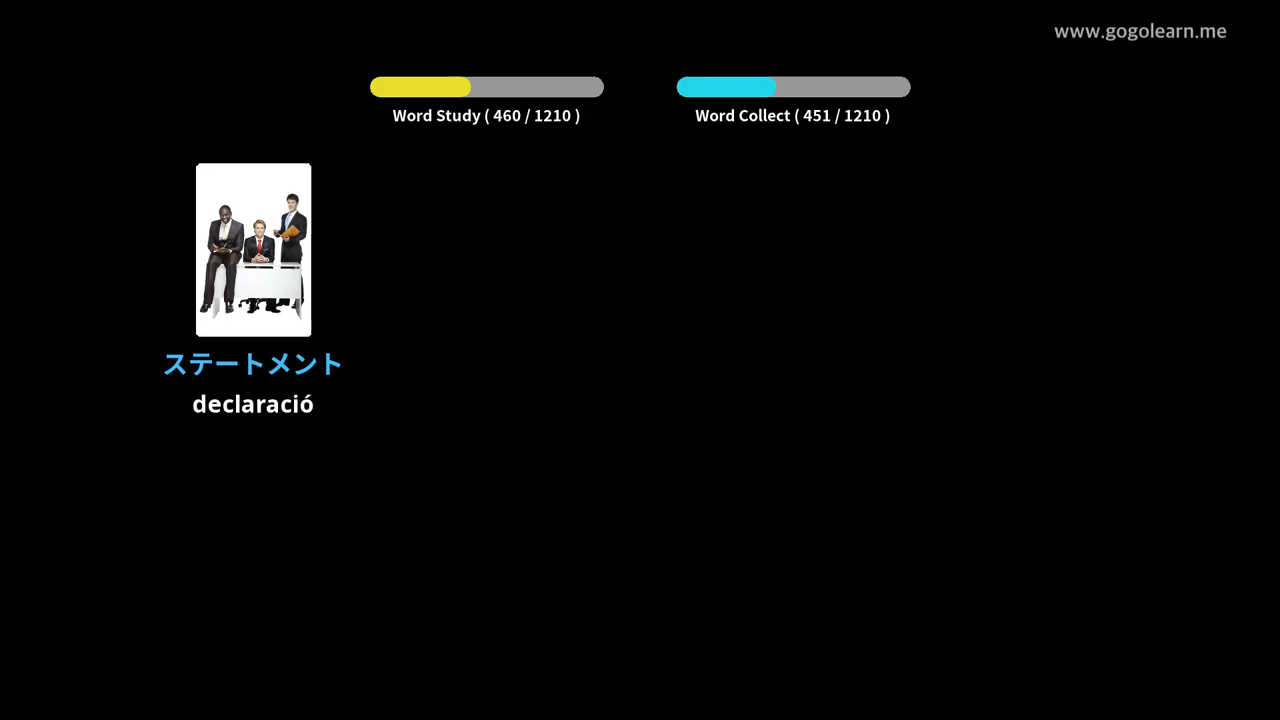 www.gogolearn.me
Word Study ( 460 / 1210 )
Word Collect ( 451 / 1210 )
ステートメント
declaració